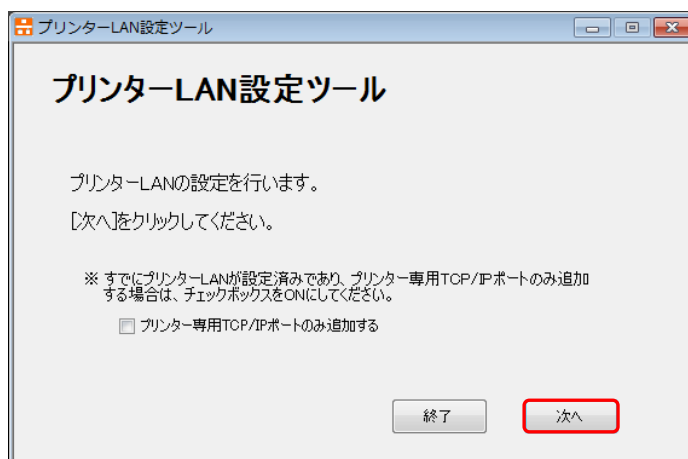 プリンターLAN設定ツール
プリンターLAN設定ツール
プリンターLANの設定を行います。
[次へ]をクリックしてください。
※ すでにプリンターLANが設定済みであり、プリンター専用TCP/IPポートのみ追加
する場合は、チェックボックスをONにしてください。
プリンター専用TCP/IPポートのみ追加する
終了
次へ